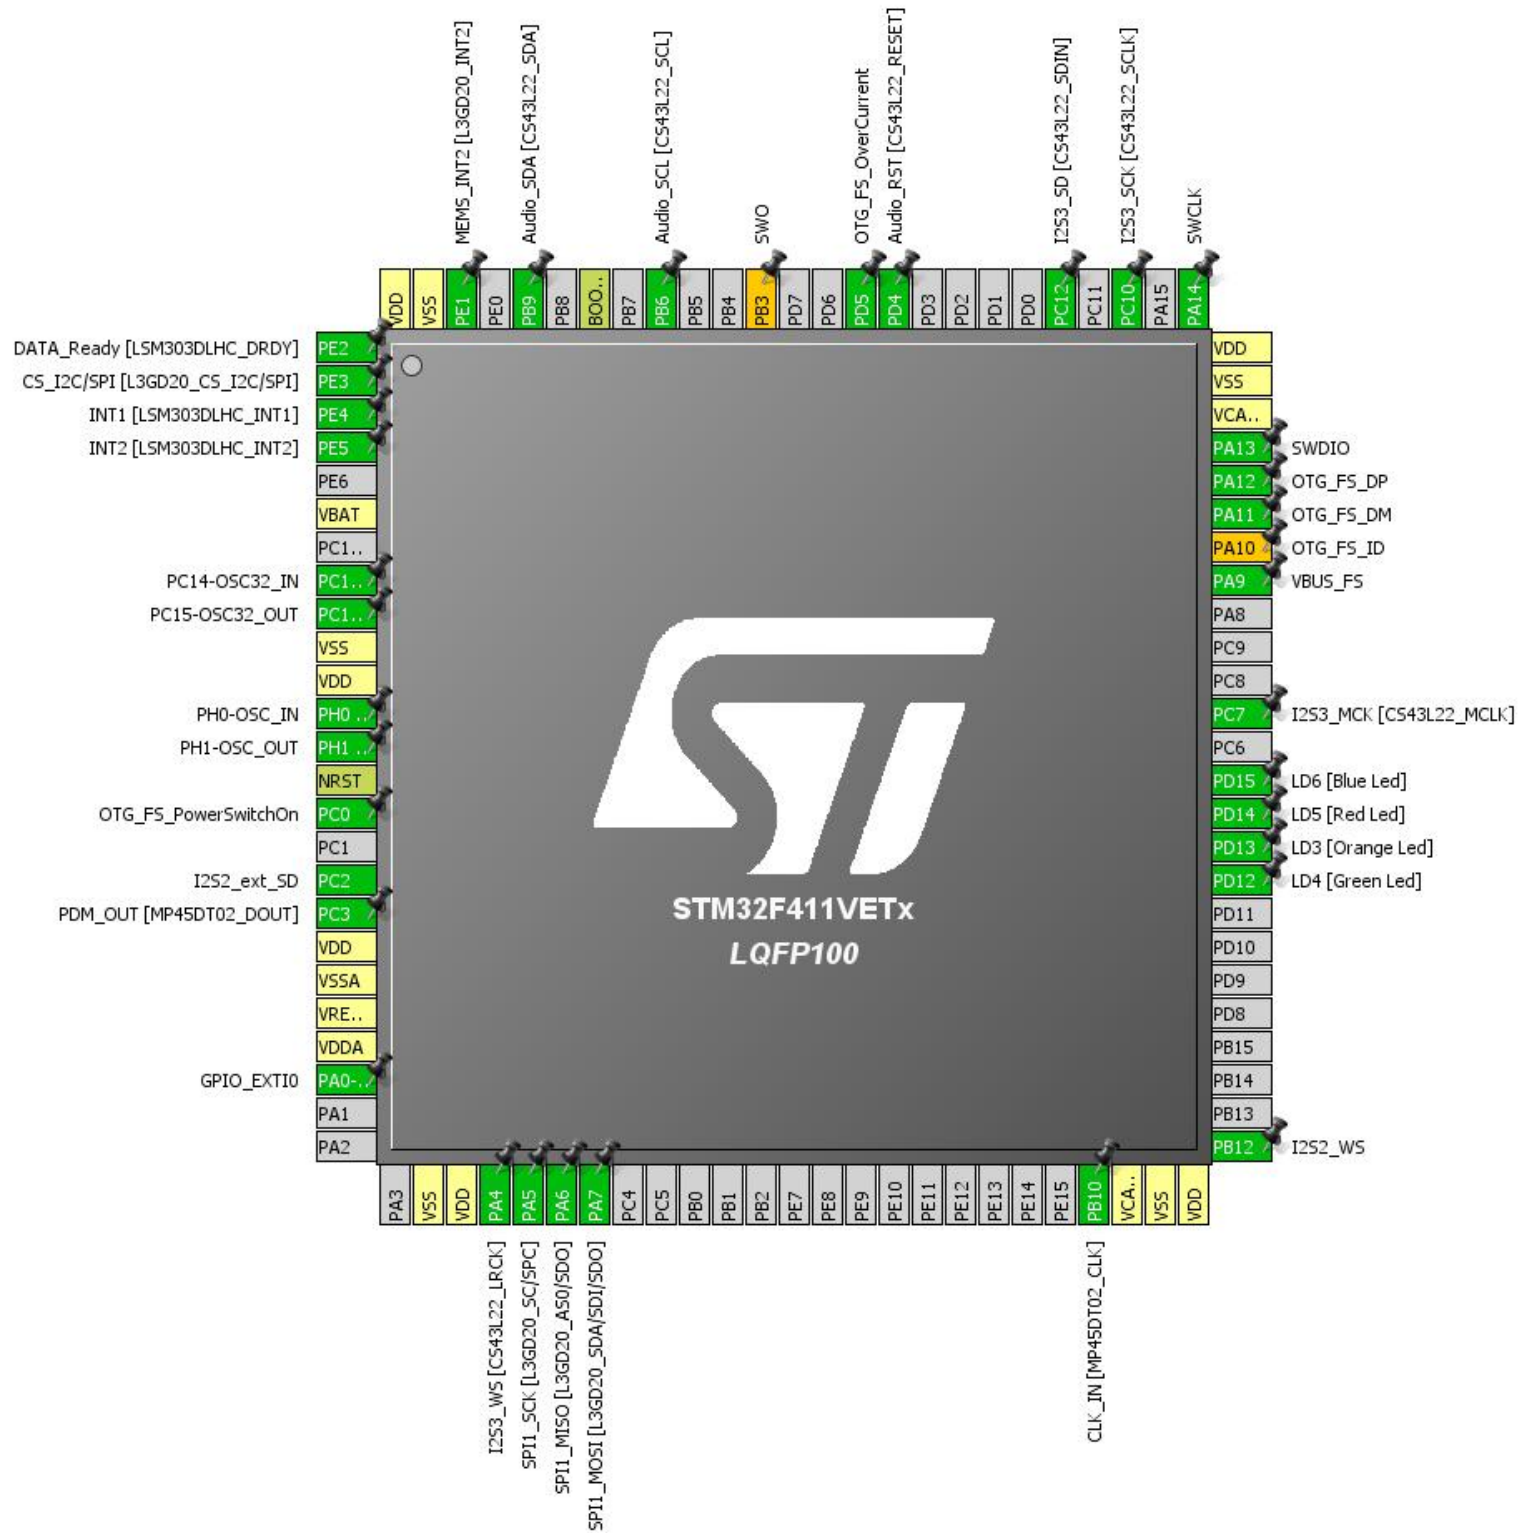 MEMS_INT2 [L3GD20_INT2]
Audio_SDA [CS43L22_SDA]
Audio_SCL [CS43L22_SCL]
SWO
OTG_FS_OverCurrent
Audio_RST [CS43L22_RESET]
I2S3_SD [CS43L22_SDIN]
I2S3_SCK [CS43L22_SCLK]
SWCLK
VDD
VSS
PE1
PE0
PB9
PB8
BOO..
PB7
PB6
PB5
PB4
PB3
PD7
PD6
PD5
PD4
PD3
PD2
PD1
PD0
PC12
PC11
PC10
PA15
PA14
DATA_Ready [LSM303DLHC_DRDY] PE2
CS_I2C/SPI [L3GD20_CS_I2C/SPI] PE3
INT1 [LSM303DLHC_INT1] PE4
INT2 [LSM303DLHC_INT2] PE5
PE6
VBAT
PC1..
PC14-OSC32_IN PC1..
PC15-OSC32_OUT PC1..
VSS
VDD
PH0-OSC_IN PH0 ..
PH1-OSC_OUT PH1 ..
NRST
OTG_FS_PowerSwitchOn PC0
PC1
I2S2_ext_SD PC2
PDM_OUT [MP45DT02_DOUT] PC3
VDD
VSSA
VRE..
VDDA
GPIO_EXTI0 PA0-..
PA1
PA2
ST
STM32F411VETx
LQFP100
VDD
VSS
VCA..
PA13 SWDIO
PA12 OTG_FS_DP
PA11 OTG_FS_DM
PA10 OTG_FS_ID
PA9 VBUS_FS
PA8
PC9
PC8
PC7 I2S3_MCK [CS43L22_MCLK]
PC6
PD15 LD6 [Blue Led]
PD14 LD5 [Red Led]
PD13 LD3 [Orange Led]
PD12 LD4 [Green Led]
PD11
PD10
PD9
PD8
PB15
PB14
PB13
PB12 I2S2_WS
PA3
VSS
VDD
PA4
PA5
PA6
PA7
PC4
PC5
PB0
PB1
PB2
PE7
PE8
PE9
PE10
PE11
PE12
PE13
PE14
PE15
PB10
VCA..
VSS
VDD
I2S3_WS [CS43L22_LRCK]
SPI1_SCK [L3GD20_SC/SPC]
SPI1_MISO [L3GD20_AS0/SDO]
SPI1_MOSI [L3GD20_SDA/SDI/SDO]
CLK_IN [MP45DT02_CLK]